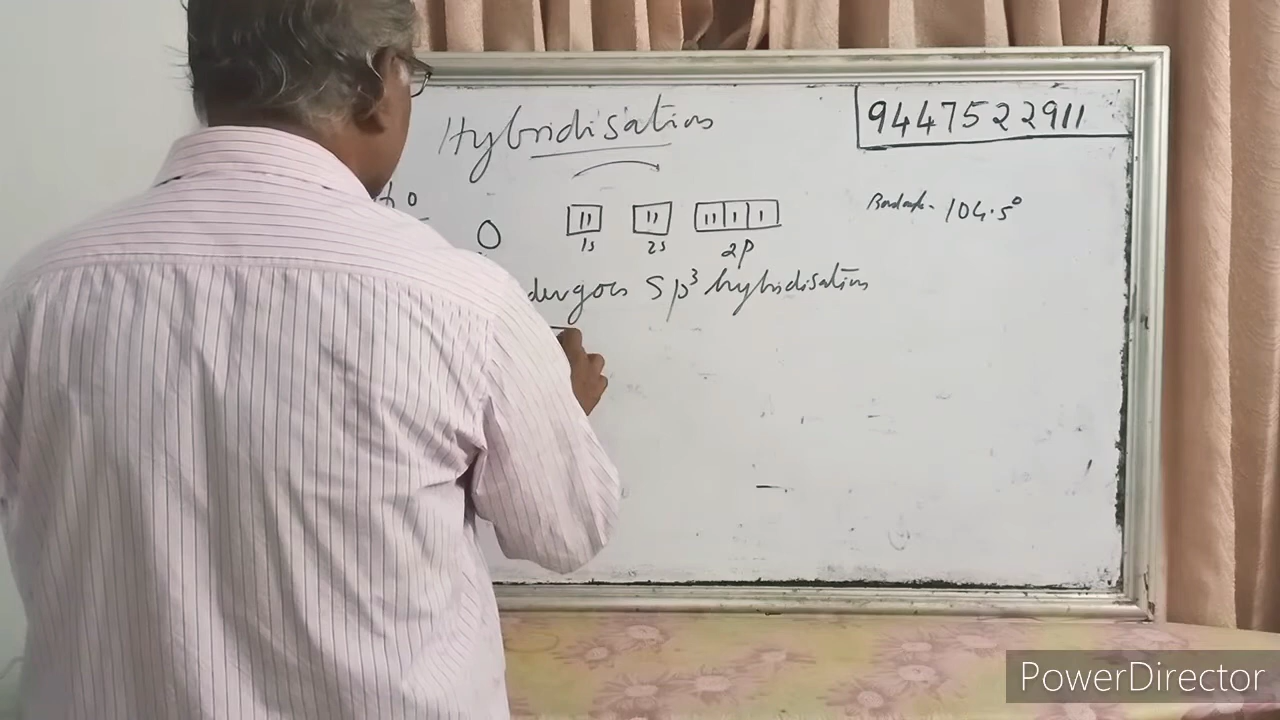 Hybridisation
9447522911
O
Bond angle - 104.5°
1s 2s 2p
undergoes sp³ hybridisation
PowerDirector